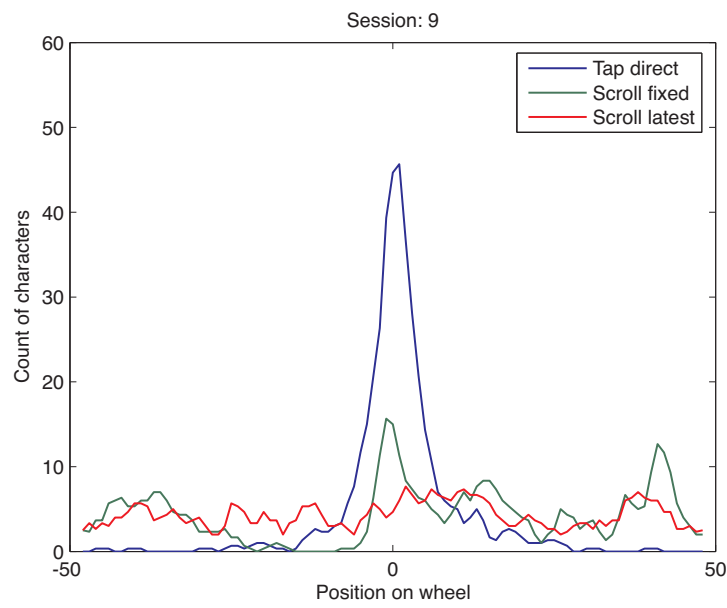 Session: 9
60
50
40
30
20
10
0
-50
0
50
Count of characters
Position on wheel
Tap direct
Scroll fixed
Scroll latest